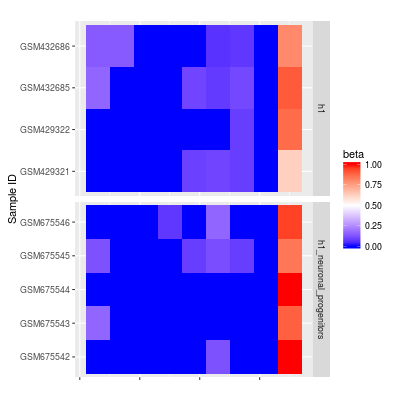 GSM432686
GSM432685
GSM429322
GSM429321
h1
Sample ID
GSM675546
GSM675545
GSM675544
GSM675543
GSM675542
h1_neuronal_progenitors
beta
1.00
0.75
0.50
0.25
0.00